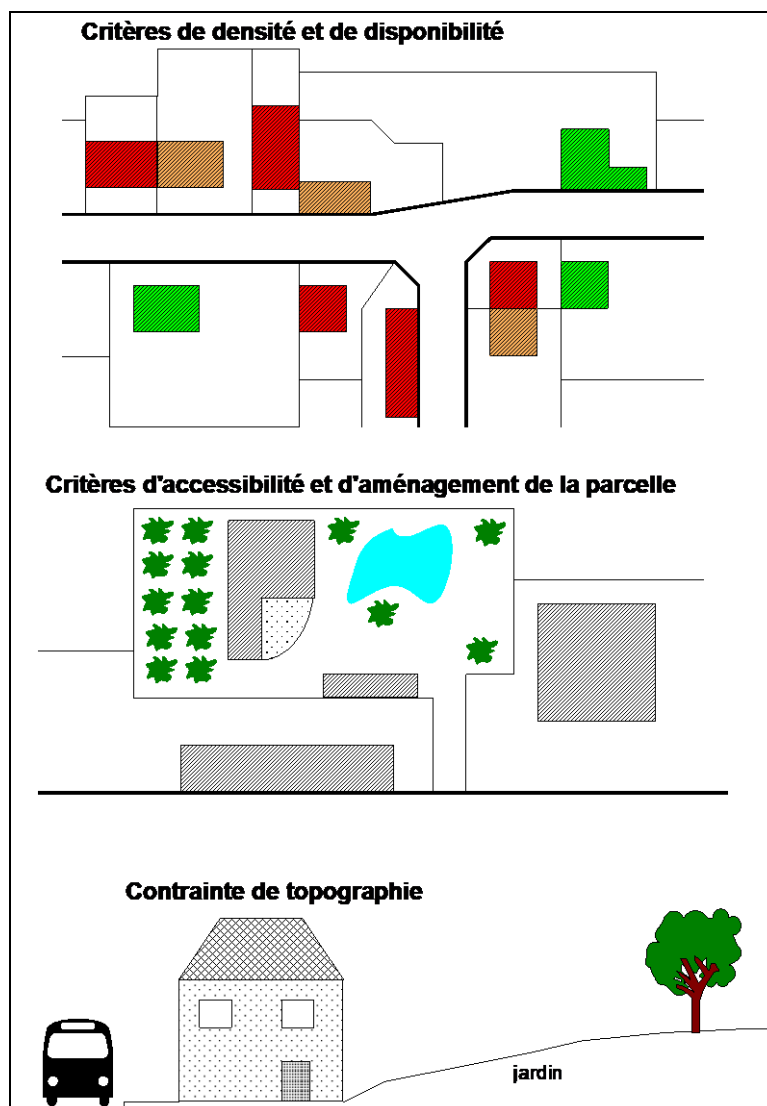 Critères de densité et de disponibilité
Critères d'accessibilité et d'aménagement de la parcelle
Contrainte de topographie
jardin